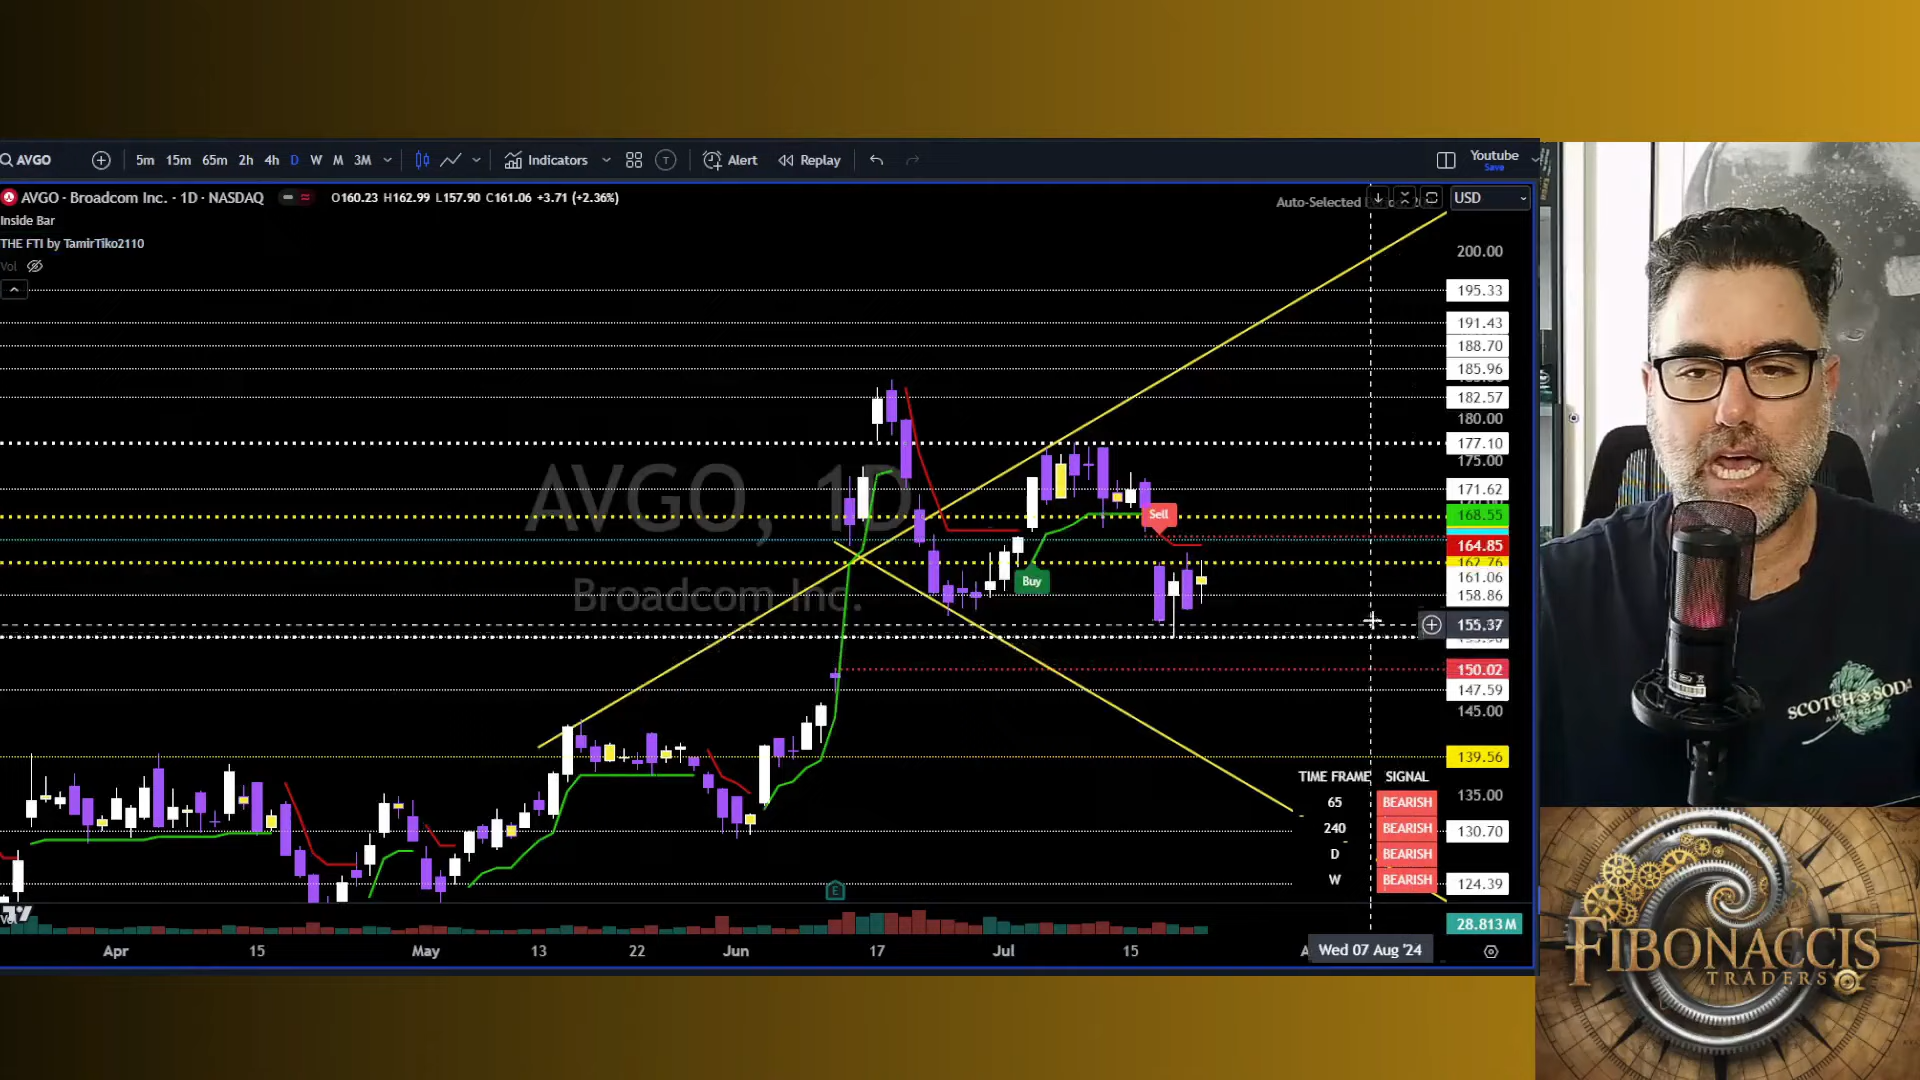 AVGO
5m 15m 65m 2h 4h D W M 3M
Indicators
Alert
Replay
Youtube
Save
AVGO · Broadcom Inc. · 1D · NASDAQ
O160.23 H162.99 L157.90 C161.06 +3.71 (+2.36%)
Auto-Selected
USD
Inside Bar
THE FTI by TamirTiko2110
Vol
AVGO, 1D
Broadcom Inc.
Sell
Buy
200.00
195.33
191.43
188.70
185.96
182.57
180.00
177.10
175.00
171.62
168.55
164.85
162.76
161.06
158.86
155.37
150.02
147.59
145.00
139.56
135.00
130.70
124.39
28.813M
TIME FRAME SIGNAL
65 BEARISH
240 BEARISH
D BEARISH
W BEARISH
E
Apr 15 May 13 22 Jun 17 Jul 15
Wed 07 Aug '24
SCOTCH & SODA
AMSTERDAM
FIBONACCIS
TRADERS